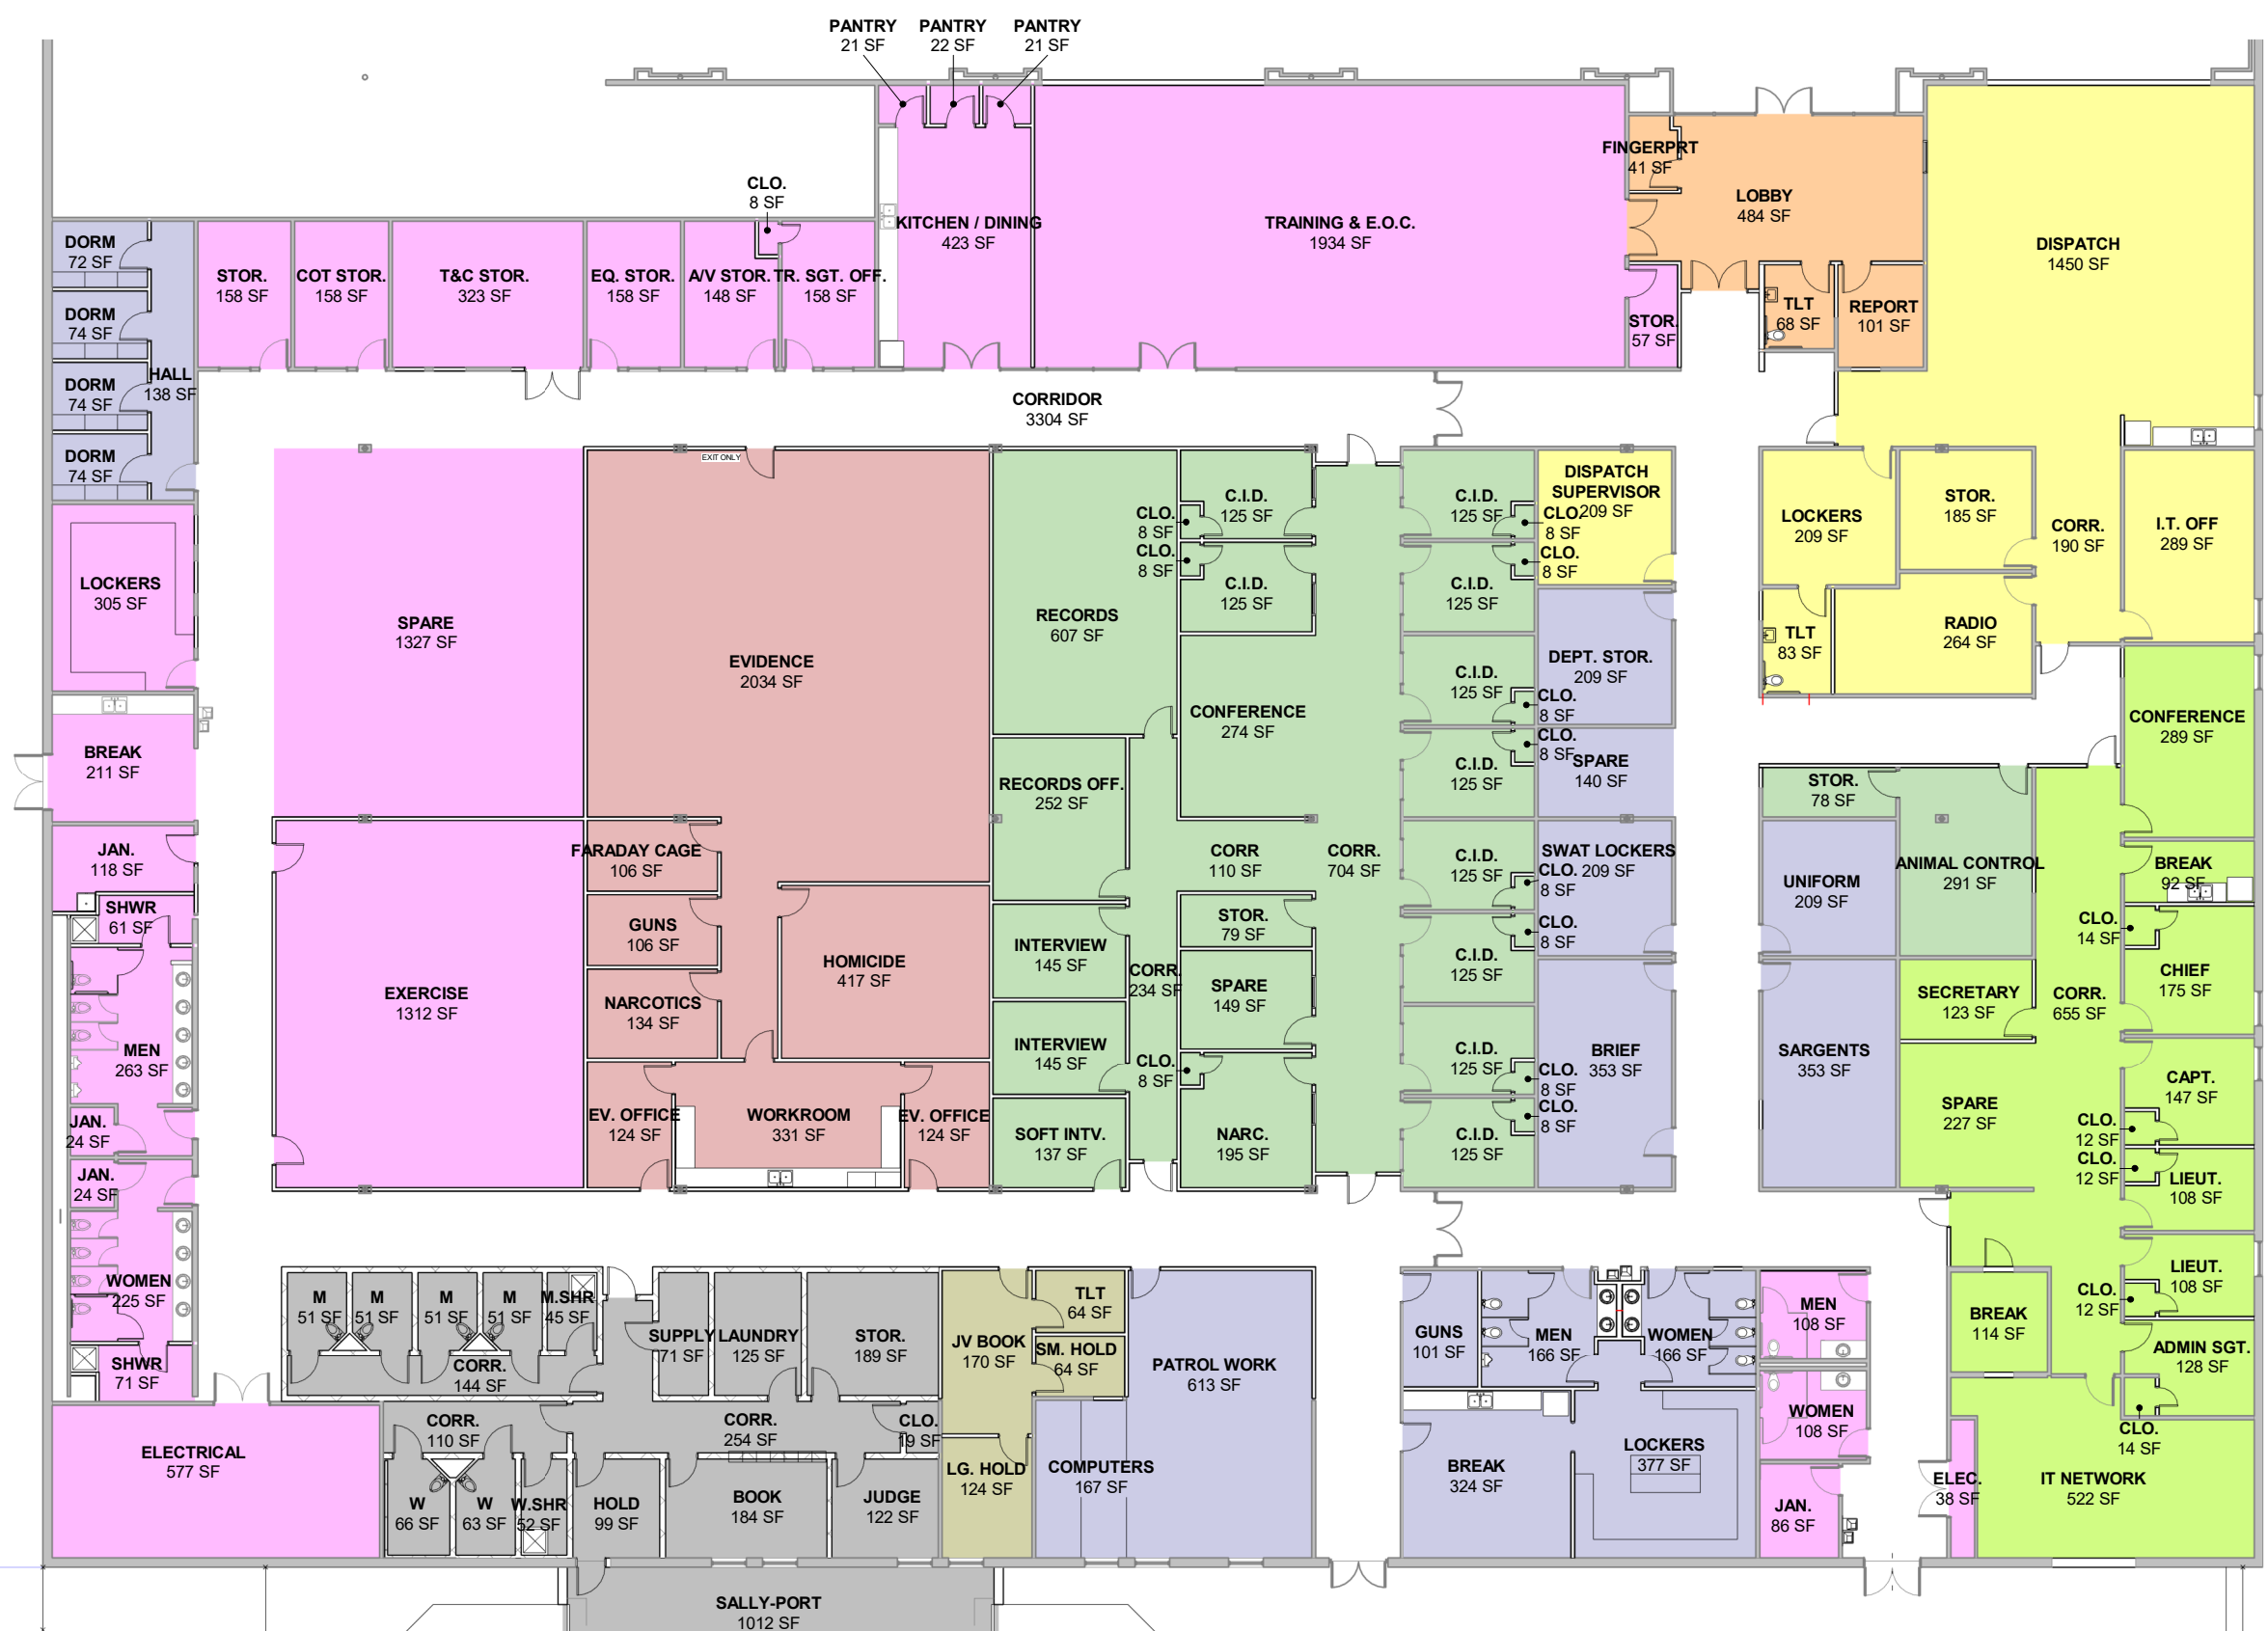 PANTRY
21 SF
PANTRY
22 SF
PANTRY
21 SF
FINGERPRT
41 SF
LOBBY
484 SF
DISPATCH
1450 SF
CLO.
8 SF
KITCHEN / DINING
423 SF
TRAINING & E.O.C.
1934 SF
DORM
72 SF
STOR.
158 SF
COT STOR.
158 SF
T&C STOR.
323 SF
EQ. STOR.
158 SF
A/V STOR.
148 SF
TR. SGT. OFF.
158 SF
STOR.
57 SF
TLT
68 SF
REPORT
101 SF
DORM
74 SF
DORM
74 SF
HALL
138 SF
DORM
74 SF
CORRIDOR
3304 SF
EXIT ONLY
LOCKERS
305 SF
SPARE
1327 SF
EVIDENCE
2034 SF
RECORDS
607 SF
C.I.D.
125 SF
CLO.
8 SF
CLO.
8 SF
C.I.D.
125 SF
C.I.D.
125 SF
CLO.
8 SF
DISPATCH
SUPERVISOR
209 SF
CLO.
8 SF
C.I.D.
125 SF
LOCKERS
209 SF
STOR.
185 SF
CORR.
190 SF
I.T. OFF
289 SF
TLT
83 SF
RADIO
264 SF
BREAK
211 SF
CONFERENCE
274 SF
C.I.D.
125 SF
CLO.
8 SF
DEPT. STOR.
209 SF
CLO.
8 SF
C.I.D.
125 SF
SPARE
140 SF
CONFERENCE
289 SF
RECORDS OFF.
252 SF
STOR.
78 SF
JAN.
118 SF
FARADAY CAGE
106 SF
CORR
110 SF
CORR.
704 SF
C.I.D.
125 SF
CLO.
8 SF
SWAT LOCKERS
209 SF
UNIFORM
209 SF
ANIMAL CONTROL
291 SF
BREAK
92 SF
SHWR
61 SF
GUNS
106 SF
INTERVIEW
145 SF
STOR.
79 SF
CLO.
8 SF
C.I.D.
125 SF
CLO.
14 SF
CHIEF
175 SF
EXERCISE
1312 SF
HOMICIDE
417 SF
NARCOTICS
134 SF
CORR.
234 SF
SPARE
149 SF
SECRETARY
123 SF
CORR.
655 SF
MEN
263 SF
INTERVIEW
145 SF
CLO.
8 SF
C.I.D.
125 SF
CLO.
8 SF
BRIEF
353 SF
SARGENTS
353 SF
CAPT.
147 SF
JAN.
24 SF
EV. OFFICE
124 SF
WORKROOM
331 SF
EV. OFFICE
124 SF
SOFT INTV.
137 SF
NARC.
195 SF
CLO.
8 SF
C.I.D.
125 SF
SPARE
227 SF
CLO.
12 SF
CLO.
12 SF
LIEUT.
108 SF
JAN.
24 SF
WOMEN
225 SF
M
51 SF
M
51 SF
M
51 SF
M
51 SF
M.SHR
45 SF
SUPPLY
71 SF
LAUNDRY
125 SF
STOR.
189 SF
JV BOOK
170 SF
TLT
64 SF
SM. HOLD
64 SF
PATROL WORK
613 SF
GUNS
101 SF
MEN
166 SF
WOMEN
166 SF
MEN
108 SF
BREAK
114 SF
CLO.
12 SF
LIEUT.
108 SF
ADMIN SGT.
128 SF
SHWR
71 SF
CORR.
144 SF
CORR.
110 SF
CORR.
254 SF
CLO.
19 SF
WOMEN
108 SF
CLO.
14 SF
ELECTRICAL
577 SF
LG. HOLD
124 SF
COMPUTERS
167 SF
BREAK
324 SF
LOCKERS
377 SF
ELEC.
38 SF
IT NETWORK
522 SF
W
66 SF
W
63 SF
W.SHR
52 SF
HOLD
99 SF
BOOK
184 SF
JUDGE
122 SF
JAN.
86 SF
SALLY-PORT
1012 SF